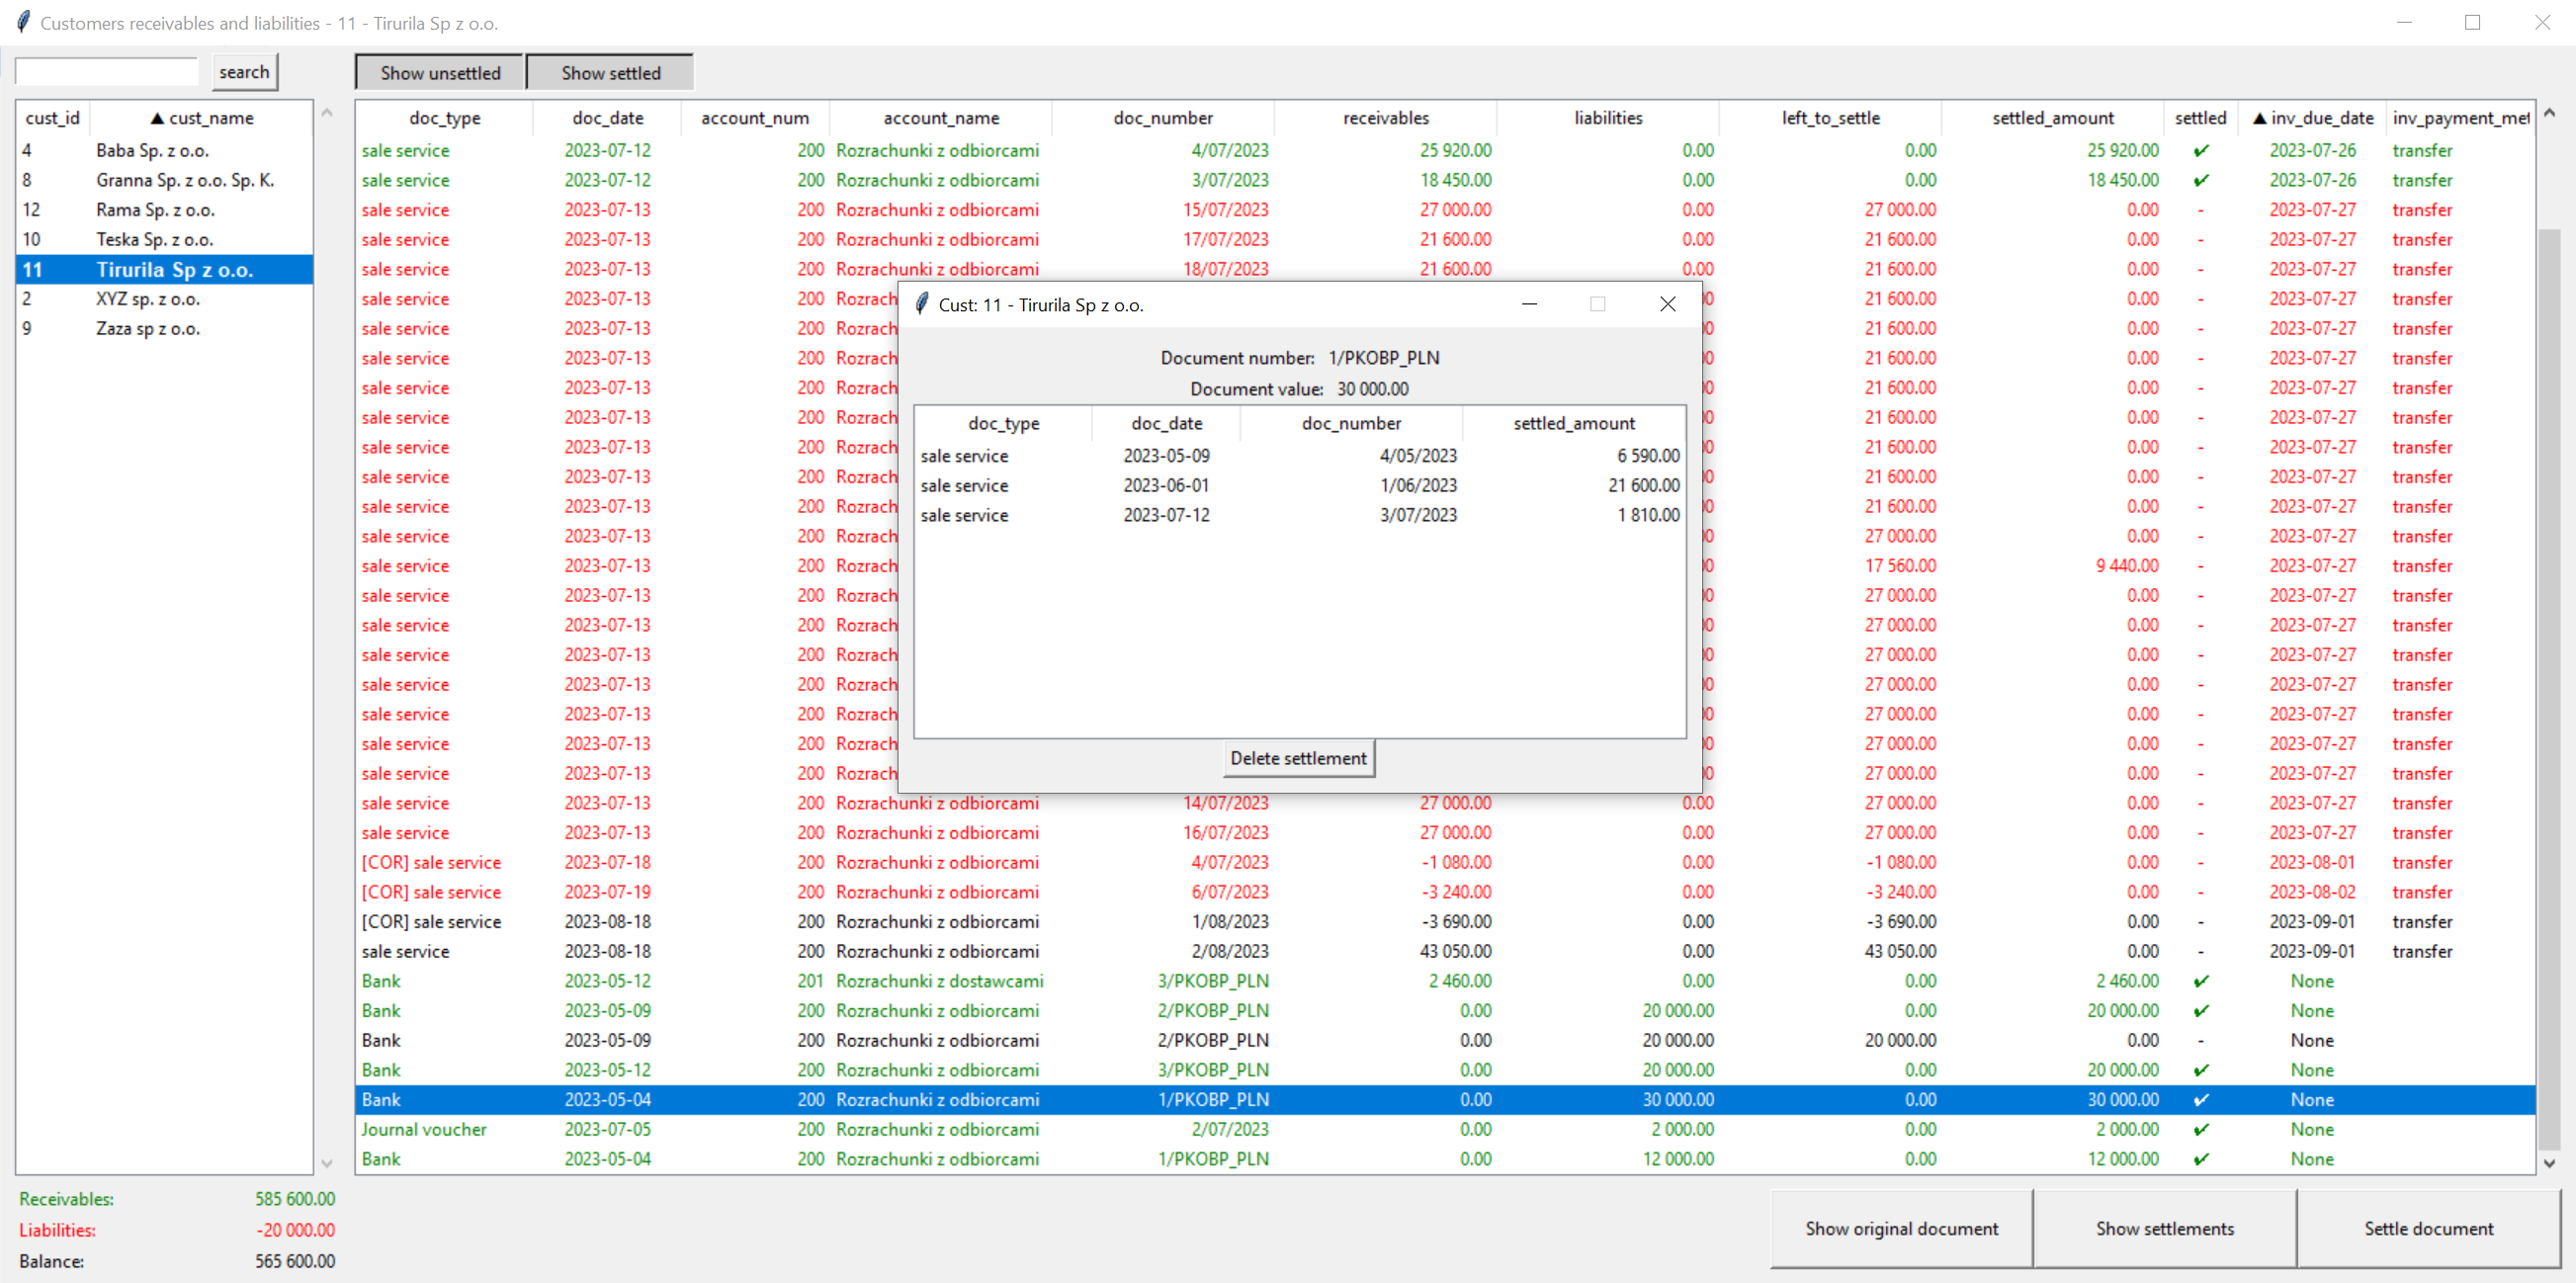 Customers receivables and liabilities - 11 - Tirurila Sp z o.o.
search Show unsettled Show settled
cust_id ▲ cust_name
4 Baba Sp. z o.o.
8 Granna Sp. z o.o. Sp. K.
12 Rama Sp. z o.o.
10 Teska Sp. z o.o.
11 Tirurila Sp z o.o.
2 XYZ sp. z o.o.
9 Zaza sp z o.o.
doc_type doc_date account_num account_name doc_number receivables liabilities left_to_settle settled_amount settled ▲ inv_due_date inv_payment_met
sale service 2023-07-12 200 Rozrachunki z odbiorcami 4/07/2023 25 920.00 0.00 0.00 25 920.00 ✔ 2023-07-26 transfer
sale service 2023-07-12 200 Rozrachunki z odbiorcami 3/07/2023 18 450.00 0.00 0.00 18 450.00 ✔ 2023-07-26 transfer
sale service 2023-07-13 200 Rozrachunki z odbiorcami 15/07/2023 27 000.00 0.00 27 000.00 0.00 - 2023-07-27 transfer
sale service 2023-07-13 200 Rozrachunki z odbiorcami 17/07/2023 21 600.00 0.00 21 600.00 0.00 - 2023-07-27 transfer
sale service 2023-07-13 200 Rozrachunki z odbiorcami 18/07/2023 21 600.00 0.00 21 600.00 0.00 - 2023-07-27 transfer
sale service 2023-07-13 200 Rozrach 21 600.00 0.00 - 2023-07-27 transfer
sale service 2023-07-13 200 Rozrach 21 600.00 0.00 - 2023-07-27 transfer
sale service 2023-07-13 200 Rozrach 21 600.00 0.00 - 2023-07-27 transfer
sale service 2023-07-13 200 Rozrach 21 600.00 0.00 - 2023-07-27 transfer
sale service 2023-07-13 200 Rozrach 21 600.00 0.00 - 2023-07-27 transfer
sale service 2023-07-13 200 Rozrach 21 600.00 0.00 - 2023-07-27 transfer
sale service 2023-07-13 200 Rozrach 21 600.00 0.00 - 2023-07-27 transfer
sale service 2023-07-13 200 Rozrach 21 600.00 0.00 - 2023-07-27 transfer
sale service 2023-07-13 200 Rozrach 27 000.00 0.00 - 2023-07-27 transfer
sale service 2023-07-13 200 Rozrach 17 560.00 9 440.00 - 2023-07-27 transfer
sale service 2023-07-13 200 Rozrach 27 000.00 0.00 - 2023-07-27 transfer
sale service 2023-07-13 200 Rozrach 27 000.00 0.00 - 2023-07-27 transfer
sale service 2023-07-13 200 Rozrach 27 000.00 0.00 - 2023-07-27 transfer
sale service 2023-07-13 200 Rozrach 27 000.00 0.00 - 2023-07-27 transfer
sale service 2023-07-13 200 Rozrach 27 000.00 0.00 - 2023-07-27 transfer
sale service 2023-07-13 200 Rozrach 27 000.00 0.00 - 2023-07-27 transfer
sale service 2023-07-13 200 Rozrach 27 000.00 0.00 - 2023-07-27 transfer
sale service 2023-07-13 200 Rozrachunki z odbiorcami 14/07/2023 27 000.00 0.00 27 000.00 0.00 - 2023-07-27 transfer
sale service 2023-07-13 200 Rozrachunki z odbiorcami 16/07/2023 27 000.00 0.00 27 000.00 0.00 - 2023-07-27 transfer
[COR] sale service 2023-07-18 200 Rozrachunki z odbiorcami 4/07/2023 -1 080.00 0.00 -1 080.00 0.00 - 2023-08-01 transfer
[COR] sale service 2023-07-19 200 Rozrachunki z odbiorcami 6/07/2023 -3 240.00 0.00 -3 240.00 0.00 - 2023-08-02 transfer
[COR] sale service 2023-08-18 200 Rozrachunki z odbiorcami 1/08/2023 -3 690.00 0.00 -3 690.00 0.00 - 2023-09-01 transfer
sale service 2023-08-18 200 Rozrachunki z odbiorcami 2/08/2023 43 050.00 0.00 43 050.00 0.00 - 2023-09-01 transfer
Bank 2023-05-12 201 Rozrachunki z dostawcami 3/PKOBP_PLN 2 460.00 0.00 0.00 2 460.00 ✔ None
Bank 2023-05-09 200 Rozrachunki z odbiorcami 2/PKOBP_PLN 0.00 20 000.00 0.00 20 000.00 ✔ None
Bank 2023-05-09 200 Rozrachunki z odbiorcami 2/PKOBP_PLN 0.00 20 000.00 20 000.00 0.00 - None
Bank 2023-05-12 200 Rozrachunki z odbiorcami 3/PKOBP_PLN 0.00 20 000.00 0.00 20 000.00 ✔ None
Bank 2023-05-04 200 Rozrachunki z odbiorcami 1/PKOBP_PLN 0.00 30 000.00 0.00 30 000.00 ✔ None
Journal voucher 2023-07-05 200 Rozrachunki z odbiorcami 2/07/2023 0.00 2 000.00 0.00 2 000.00 ✔ None
Bank 2023-05-04 200 Rozrachunki z odbiorcami 1/PKOBP_PLN 0.00 12 000.00 0.00 12 000.00 ✔ None
Cust: 11 - Tirurila Sp z o.o.
Document number: 1/PKOBP_PLN
Document value: 30 000.00
doc_type doc_date doc_number settled_amount
sale service 2023-05-09 4/05/2023 6 590.00
sale service 2023-06-01 1/06/2023 21 600.00
sale service 2023-07-12 3/07/2023 1 810.00
Delete settlement
Receivables: 585 600.00
Liabilities: -20 000.00
Balance: 565 600.00
Show original document Show settlements Settle document